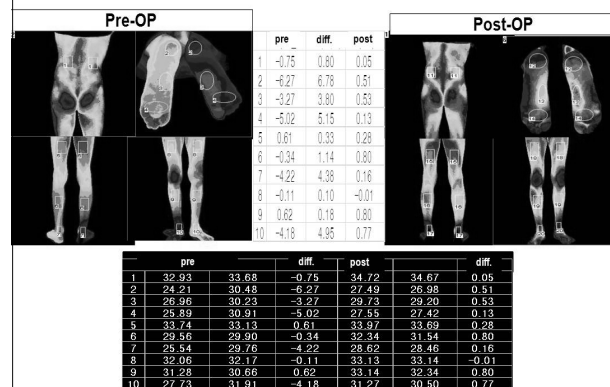 Pre-OP
Post-OP
pre diff. post
1 -0.75 0.80 0.05
2 -6.27 6.78 0.51
3 -3.27 3.80 0.53
4 -5.02 5.15 0.13
5 0.61 0.33 0.28
6 -0.34 1.14 0.80
7 -4.22 4.38 0.16
8 -0.11 0.10 -0.01
9 0.62 0.18 0.80
10 -4.18 4.95 0.77
pre diff. post diff.
1 32.93 33.68 -0.75 34.72 34.67 0.05
2 24.21 30.48 -6.27 27.49 26.98 0.51
3 26.96 30.23 -3.27 29.73 29.20 0.53
4 25.89 30.91 -5.02 27.55 27.42 0.13
5 33.74 33.13 0.61 33.97 33.69 0.28
6 29.56 29.90 -0.34 32.34 31.54 0.80
7 25.54 29.76 -4.22 28.62 28.46 0.16
8 32.06 32.17 -0.11 33.13 33.14 -0.01
9 31.28 30.66 0.62 33.14 32.34 0.80
10 27.73 31.91 -4.18 31.27 30.50 0.77